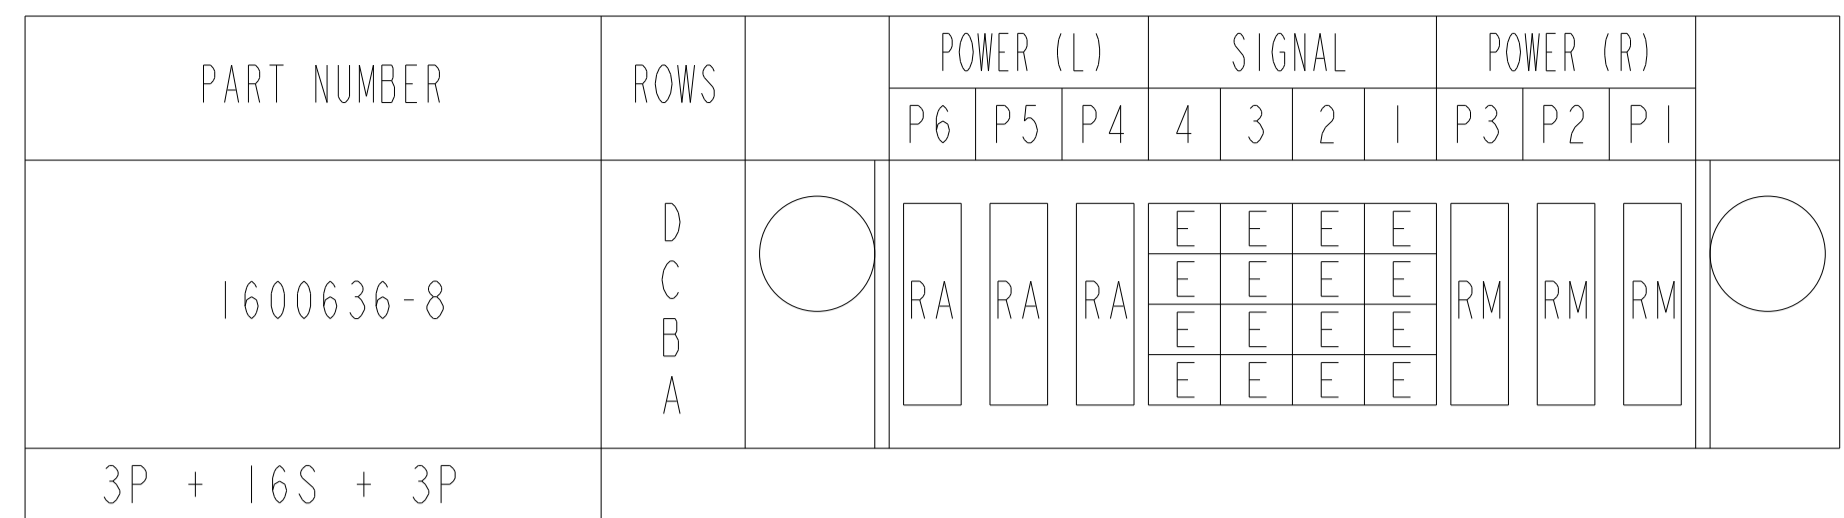 PART NUMBER ROWS POWER (L) SIGNAL POWER (R)
P6 P5 P4 4 3 2 1 P3 P2 P1
1600636-8
D E E E E
C E E E E
RA RA RA RM RM RM
B E E E E
A E E E E
3P + 16S + 3P